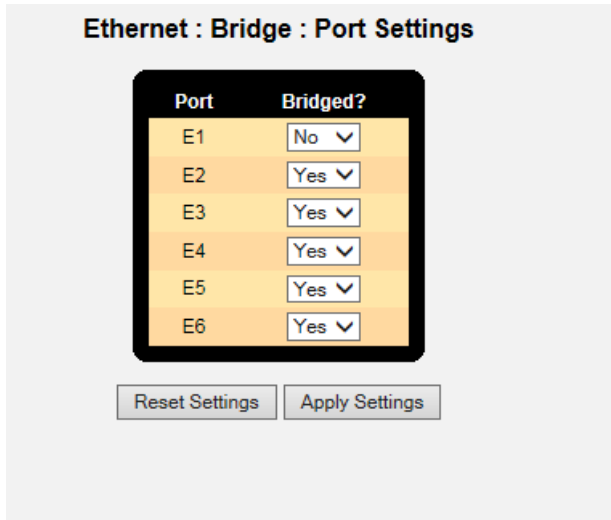 Ethernet : Bridge : Port Settings
Port Bridged?
E1 No
E2 Yes
E3 Yes
E4 Yes
E5 Yes
E6 Yes
Reset Settings Apply Settings